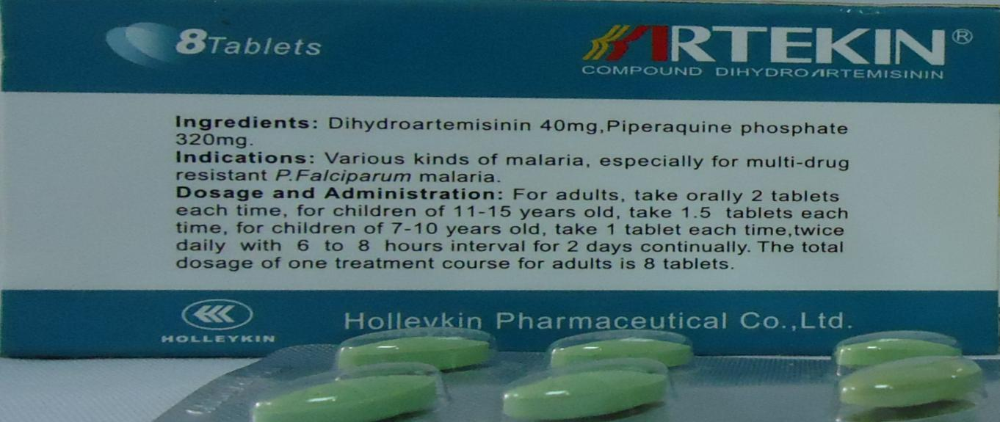 8Tablets
ARTEKIN®
COMPOUND DIHYDROARTEMISININ
Ingredients: Dihydroartemisinin 40mg,Piperaquine phosphate
320mg.
Indications: Various kinds of malaria, especially for multi-drug
resistant P.Falciparum malaria.
Dosage and Administration: For adults, take orally 2 tablets
each time, for children of 11-15 years old, take 1.5 tablets each
time, for children of 7-10 years old, take 1 tablet each time,twice
daily with 6 to 8 hours interval for 2 days continually. The total
dosage of one treatment course for adults is 8 tablets.
HOLLEYKIN
Holleykin Pharmaceutical Co.,Ltd.